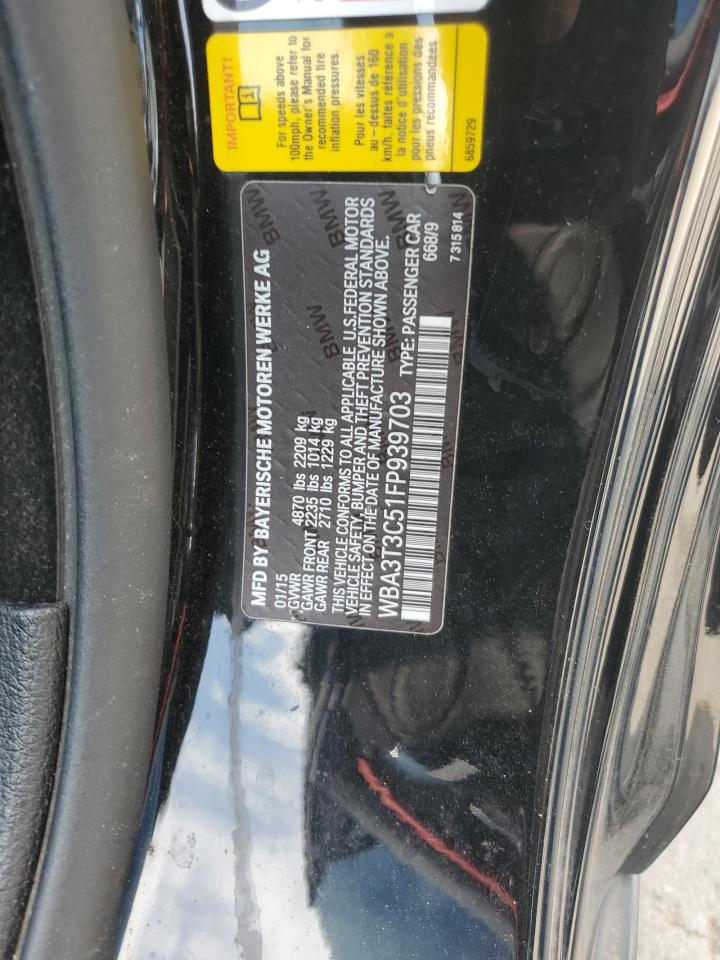 MFD BY BAYERISCHE MOTOREN WERKE AG
01/15
GVWR 4870 lbs 2209 kg
GAWR FRONT 2235 lbs 1014 kg
GAWR REAR 2710 lbs 1229 kg
THIS VEHICLE CONFORMS TO ALL APPLICABLE U.S. FEDERAL MOTOR
VEHICLE SAFETY, BUMPER AND THEFT PREVENTION STANDARDS
IN EFFECT ON THE DATE OF MANUFACTURE SHOWN ABOVE.
WBA3T3C51FP939703 TYPE: PASSENGER CAR
668/9
7315814
IMPORTANT!
For speeds above
100mph, please refer to
the Owner's Manual for
recommended tire
inflation pressures.
Pour les vitesses
au-dessus de 160
km/h, faites référence a
la notice d'utilisation
pour les pressions des
pneus recommandées
6859729